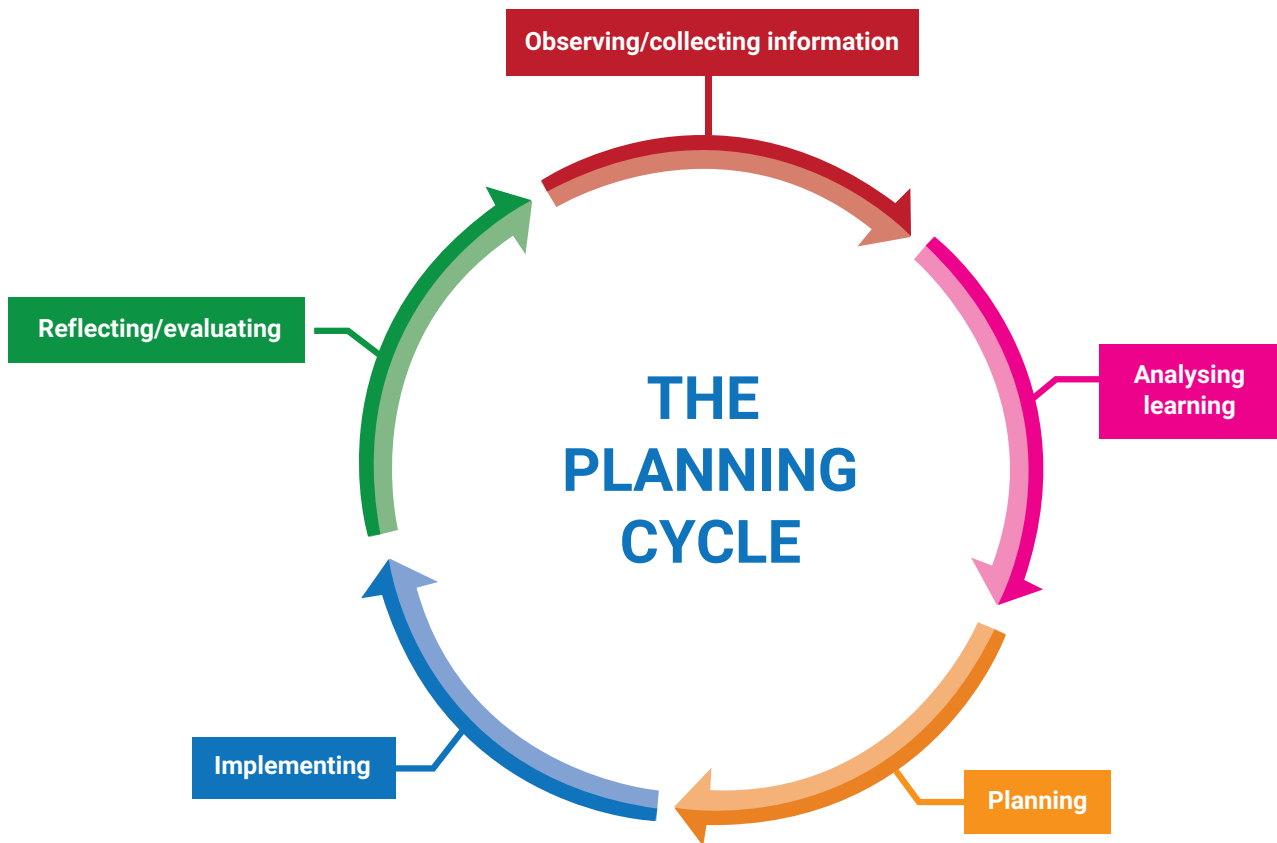 Observing/collecting information
Reflecting/evaluating
Analysing
learning
THE
PLANNING
CYCLE
Implementing
Planning